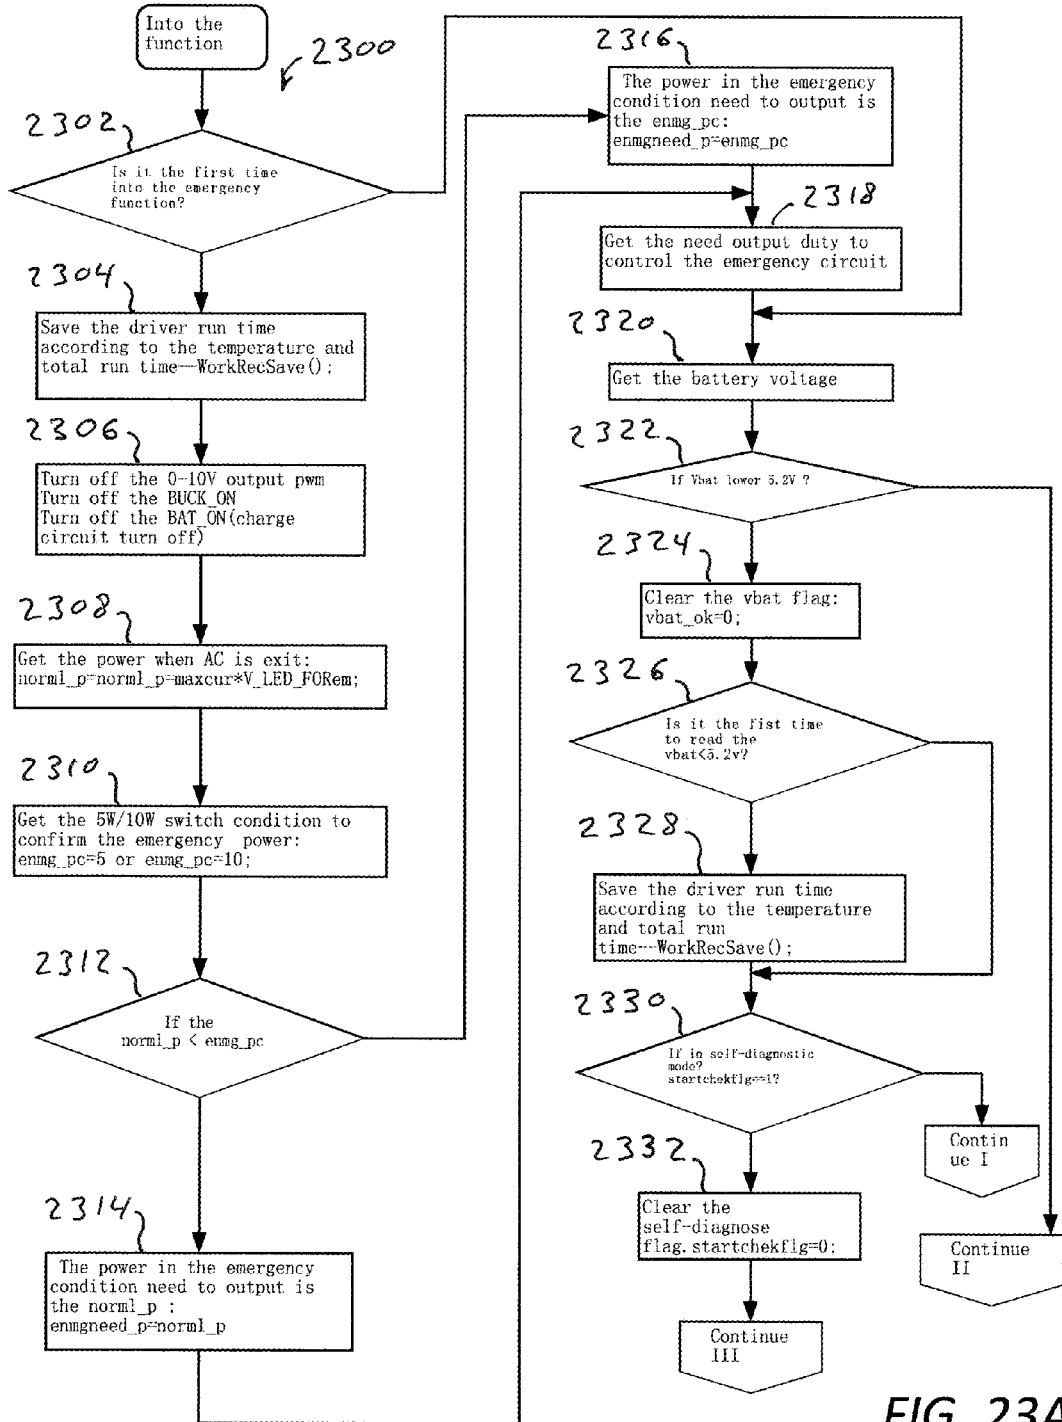 Into the
function
2300
2302
Is it the first time
into the emergency
function?
2304
Save the driver run time
according to the temperature and
total run time---WorkRecSave();
2306
Turn off the 0-10V output pwm
Turn off the BUCK_ON
Turn off the BAT_ON(charge
circuit turn off)
2308
Get the power when AC is exit:
norml_p=norml_p=maxcur*V_LED_FORem;
2310
Get the 5W/10W switch condition to
confirm the emergency power:
enmg_pc=5 or enmg_pc=10;
2312
If the
norml_p < enmg_pc
2314
The power in the emergency
condition need to output is
the norml_p :
enmgneed_p=norml_p
2316
The power in the emergency
condition need to output is
the enmg_pc:
enmgneed_p=enmg_pc
2318
Get the need output duty to
control the emergency circuit
2320
Get the battery voltage
2322
If Vbat lower 5.2V ?
2324
Clear the vbat flag:
vbat_ok=0;
2326
Is it the fist time
to read the
vbat<5.2v?
2328
Save the driver run time
according to the temperature
and total run
time---WorkRecSave();
2330
If in self-diagnostic
mode?
startchekflg==1?
2332
Clear the
self-diagnose
flag.startchekflg=0;
Contin
ue I
Continue
II
Continue
III
FIG. 23A